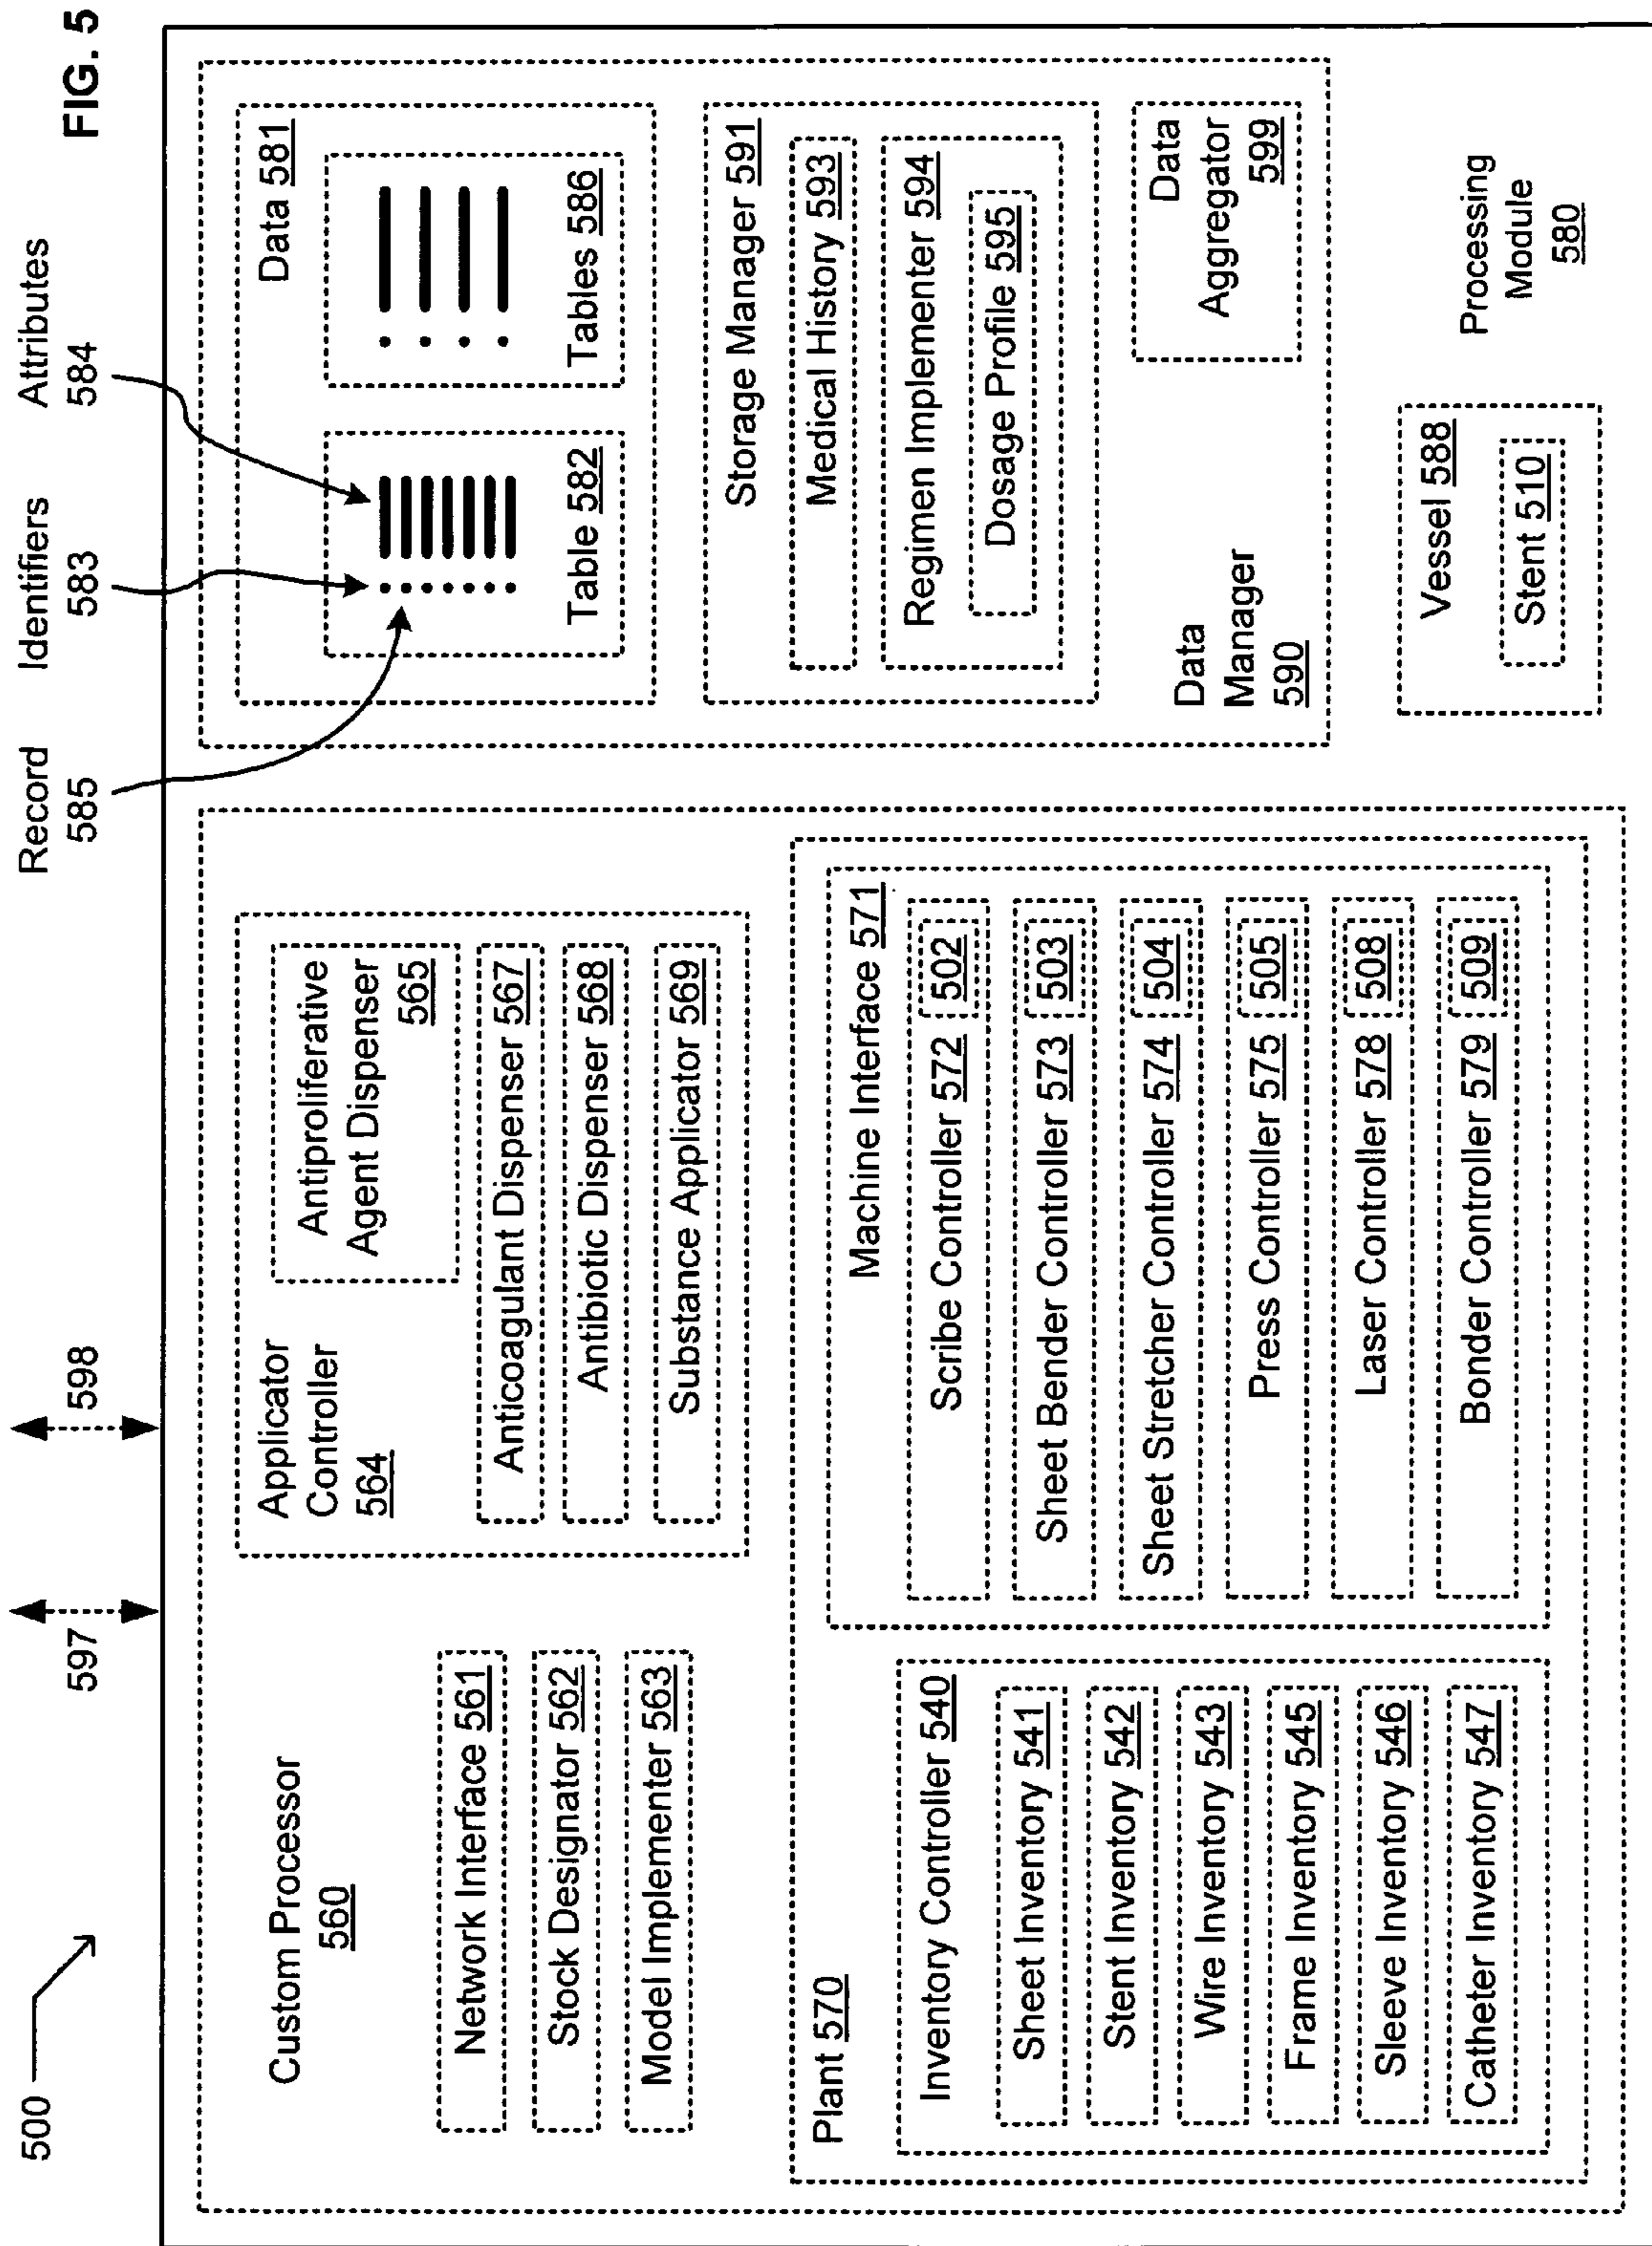 FIG. 5
500
597
598
Record
585
Identifiers
583
Attributes
584
Custom Processor
560
Network Interface 561
Stock Designator 562
Model Implementer 563
Applicator
Controller
564
Antiproliferative
Agent Dispenser
565
Anticoagulant Dispenser 567
Antibiotic Dispenser 568
Substance Applicator 569
Plant 570
Inventory Controller 540
Sheet Inventory 541
Stent Inventory 542
Wire Inventory 543
Frame Inventory 545
Sleeve Inventory 546
Catheter Inventory 547
Machine Interface 571
Scribe Controller 572 502
Sheet Bender Controller 573 503
Sheet Stretcher Controller 574 504
Press Controller 575 505
Laser Controller 578 508
Bonder Controller 579 509
Data 581
Table 582
Tables 586
Storage Manager 591
Medical History 593
Regimen Implementer 594
Dosage Profile 595
Data
Manager
590
Data
Aggregator
599
Vessel 588
Stent 510
Processing
Module
580